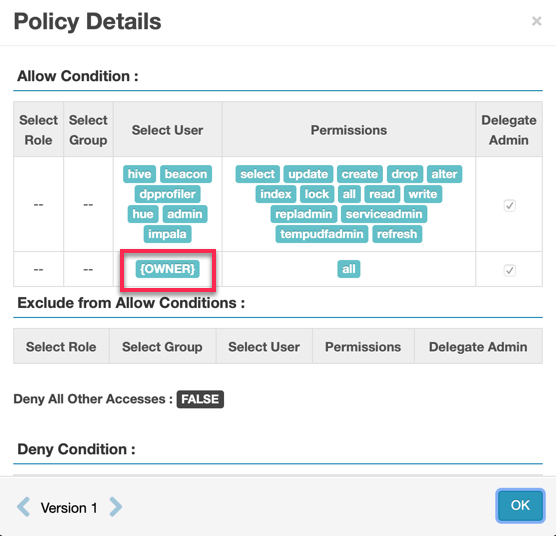 Policy Details
×
Allow Condition :
Select Role
Select Group
Select User
Permissions
Delegate Admin
--
--
hive beacon
dpprofiler
hue admin
impala
select update create drop alter
index lock all read write
repladmin serviceadmin
tempudfadmin refresh
--
--
{OWNER}
all
Exclude from Allow Conditions :
Select Role
Select Group
Select User
Permissions
Delegate Admin
Deny All Other Accesses : FALSE
Deny Condition :
Version 1
OK